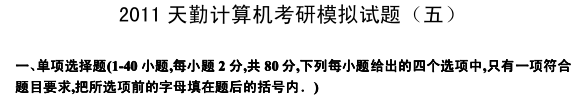 2011 天勤计算机考研模拟试题（五）
一、单项选择题(1-40 小题,每小题 2 分,共 80 分,下列每小题给出的四个选项中,只有一项符合
题目要求,把所选项前的字母填在题后的括号内．)